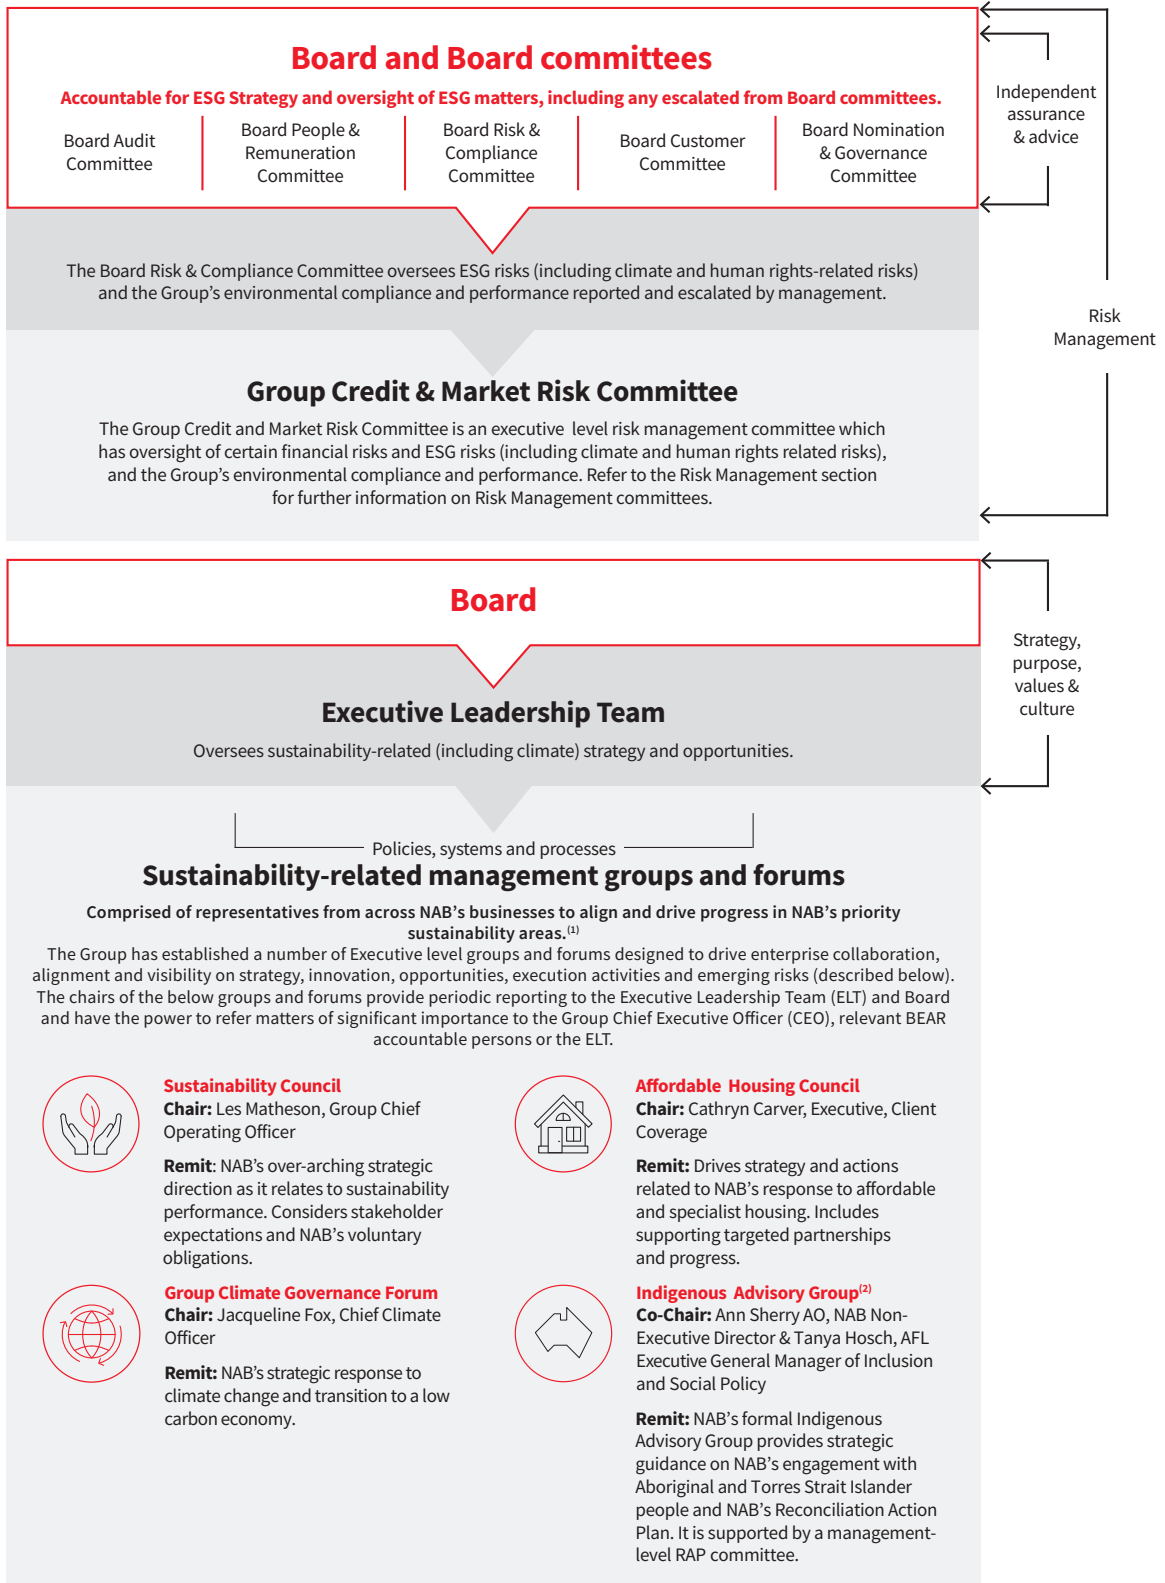 Board and Board committees
Accountable for ESG Strategy and oversight of ESG matters, including any escalated from Board committees.
Board Audit
Committee
Board People &
Remuneration
Committee
Board Risk &
Compliance
Committee
Board Customer
Committee
Board Nomination
& Governance
Committee
Independent
assurance
& advice
The Board Risk & Compliance Committee oversees ESG risks (including climate and human rights-related risks)
and the Group's environmental compliance and performance reported and escalated by management.
Risk
Management
Group Credit & Market Risk Committee
The Group Credit and Market Risk Committee is an executive level risk management committee which
has oversight of certain financial risks and ESG risks (including climate and human rights related risks),
and the Group's environmental compliance and performance. Refer to the Risk Management section
for further information on Risk Management committees.
Board
Strategy,
purpose,
values &
culture
Executive Leadership Team
Oversees sustainability-related (including climate) strategy and opportunities.
Policies, systems and processes
Sustainability-related management groups and forums
Comprised of representatives from across NAB's businesses to align and drive progress in NAB's priority
sustainability areas.(1)
The Group has established a number of Executive level groups and forums designed to drive enterprise collaboration,
alignment and visibility on strategy, innovation, opportunities, execution activities and emerging risks (described below).
The chairs of the below groups and forums provide periodic reporting to the Executive Leadership Team (ELT) and Board
and have the power to refer matters of significant importance to the Group Chief Executive Officer (CEO), relevant BEAR
accountable persons or the ELT.
Sustainability Council
Chair: Les Matheson, Group Chief
Operating Officer
Remit: NAB's over-arching strategic
direction as it relates to sustainability
performance. Considers stakeholder
expectations and NAB's voluntary
obligations.
Affordable Housing Council
Chair: Cathryn Carver, Executive, Client
Coverage
Remit: Drives strategy and actions
related to NAB's response to affordable
and specialist housing. Includes
supporting targeted partnerships
and progress.
Group Climate Governance Forum
Chair: Jacqueline Fox, Chief Climate
Officer
Remit: NAB's strategic response to
climate change and transition to a low
carbon economy.
Indigenous Advisory Group(2)
Co-Chair: Ann Sherry AO, NAB Non-
Executive Director & Tanya Hosch, AFL
Executive General Manager of Inclusion
and Social Policy
Remit: NAB's formal Indigenous
Advisory Group provides strategic
guidance on NAB's engagement with
Aboriginal and Torres Strait Islander
people and NAB's Reconciliation Action
Plan. It is supported by a management-
level RAP committee.